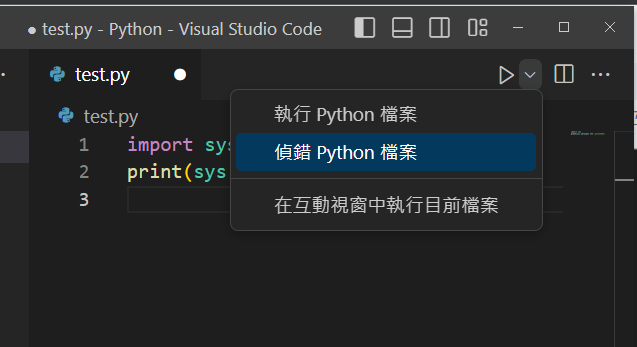 test.py - Python - Visual Studio Code
test.py
執行 Python 檔案
test.py
偵錯 Python 檔案
1 import sys
2 print(sys
3
在互動視窗中執行目前檔案